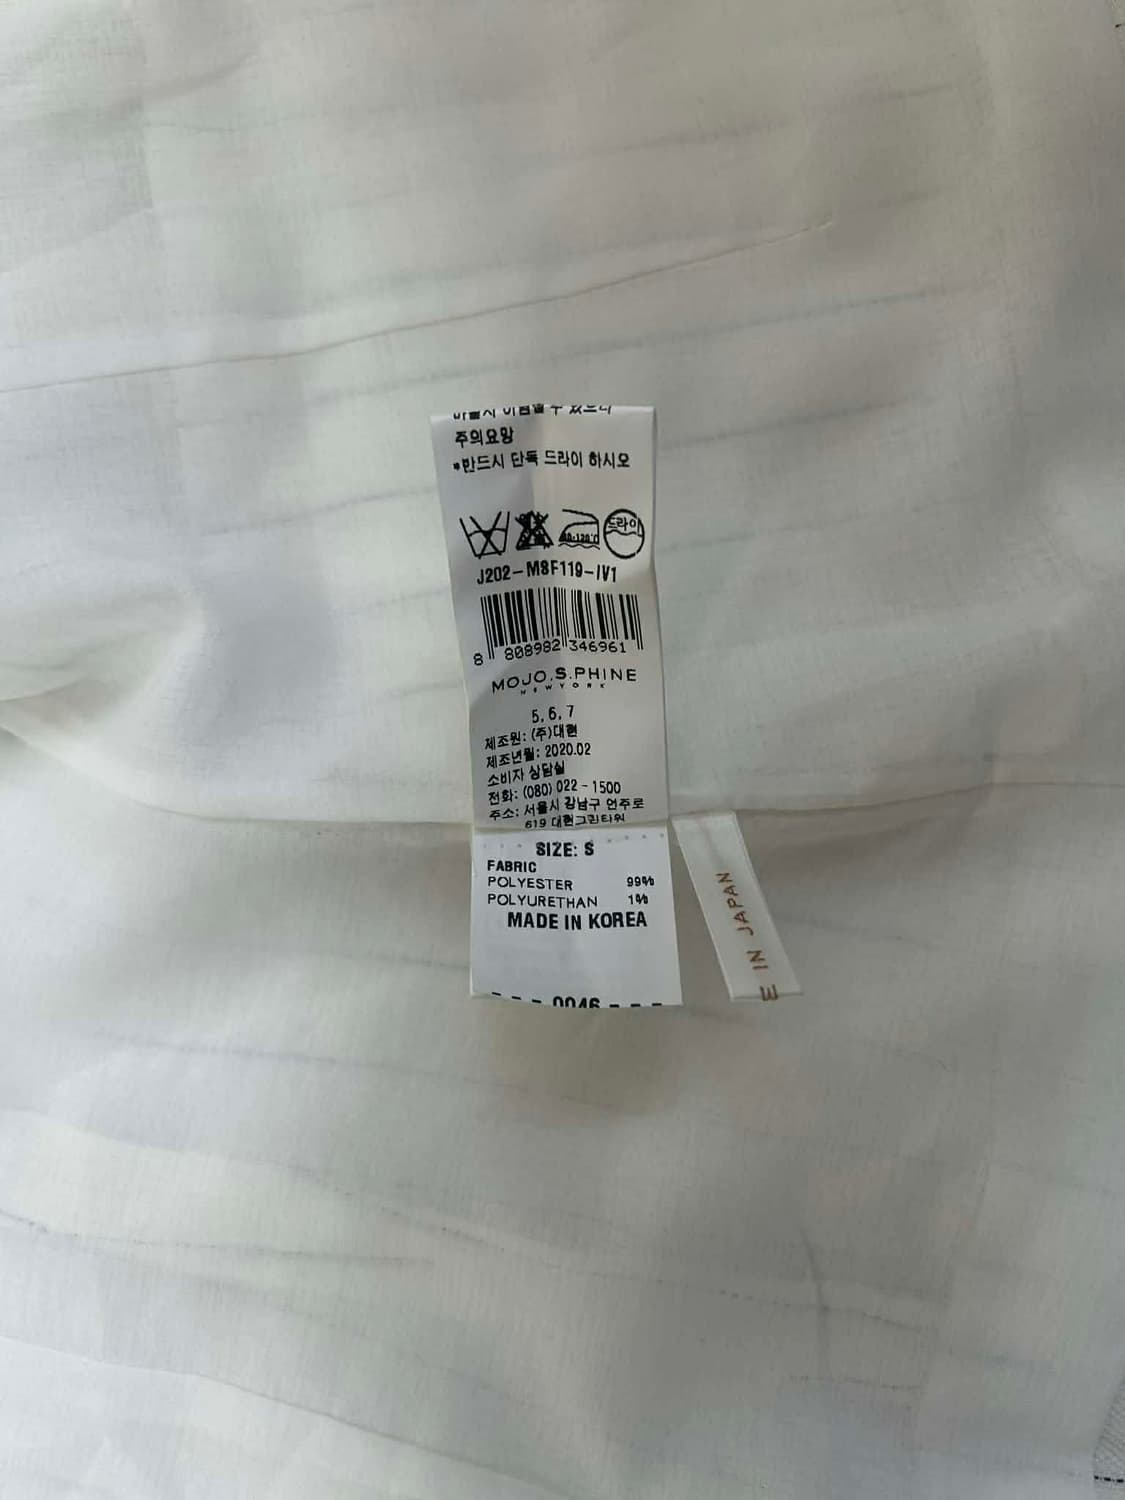 주의요망
*반드시 단독 드라이 하시오
드라이
80~120℃
J202-M8F119-IV1
8 808982 346961
MOJO.S.PHINE
NEWYORK
5, 6, 7
제조원: (주)대현
제조년월: 2020.02
소비자 상담실
전화: (080) 022-1500
주소: 서울시 강남구 언주로
619 대현그린타워
SIZE: S
FABRIC
POLYESTER 99%
POLYURETHAN 1%
MADE IN KOREA
- - - 0046 - - -
E IN JAPAN